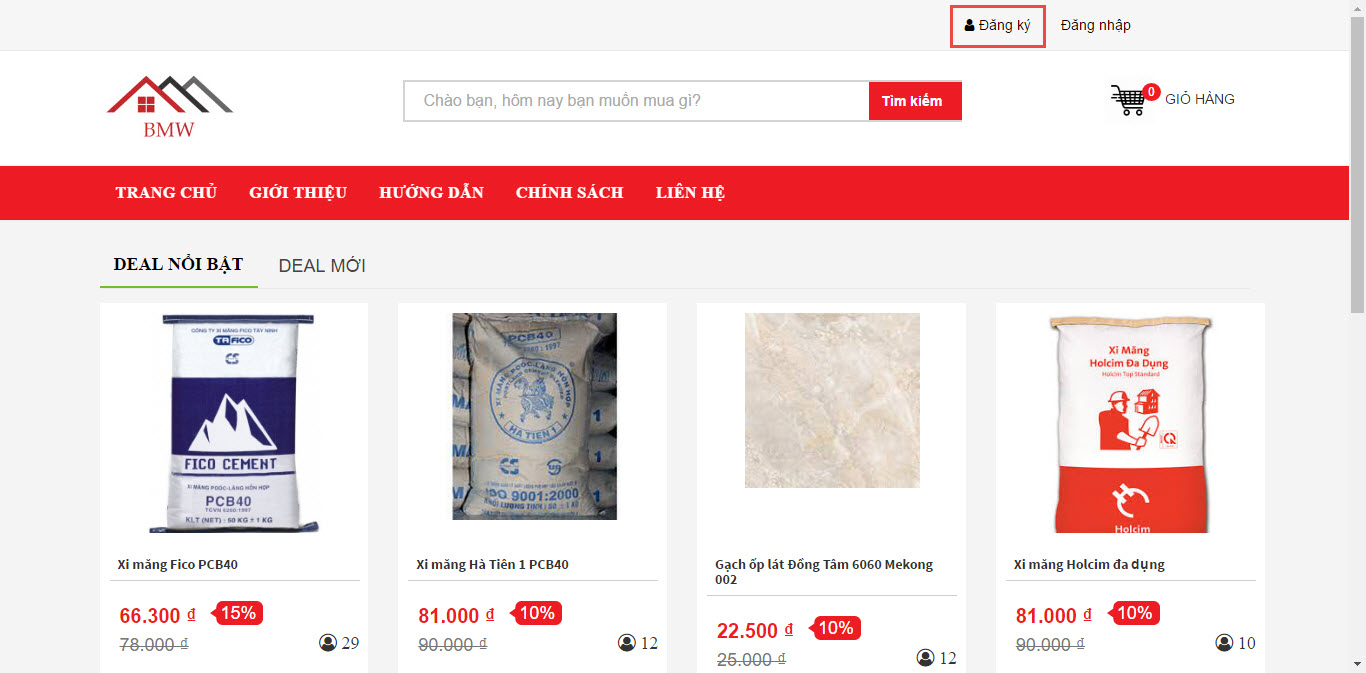 Đăng ký Đăng nhập
BMW
Chào bạn, hôm nay bạn muốn mua gì? Tìm kiếm
0 GIỎ HÀNG
TRANG CHỦ GIỚI THIỆU HƯỚNG DẪN CHÍNH SÁCH LIÊN HỆ
DEAL NỔI BẬT DEAL MỚI
CÔNG TY XI MĂNG FICO TÂY NINH
TAFICO
FICO CEMENT
XI MĂNG POOC-LĂNG HỖN HỢP
PCB40
TCVN 6260:1997
KLT (NET) : 50 KG ± 1 KG
PCB40
XI MĂNG POOC-LĂNG HỖN HỢP
HÀ TIÊN 1
ISO 9001:2000
Xi Măng
Holcim Đa Dụng
Holcim Top Standard
Holcim
Xi măng Fico PCB40
66.300 đ 15%
78.000 đ 29
Xi măng Hà Tiên 1 PCB40
81.000 đ 10%
90.000 đ 12
Gạch ốp lát Đồng Tâm 6060 Mekong
002
22.500 đ 10%
25.000 đ 12
Xi măng Holcim đa dụng
81.000 đ 10%
90.000 đ 10